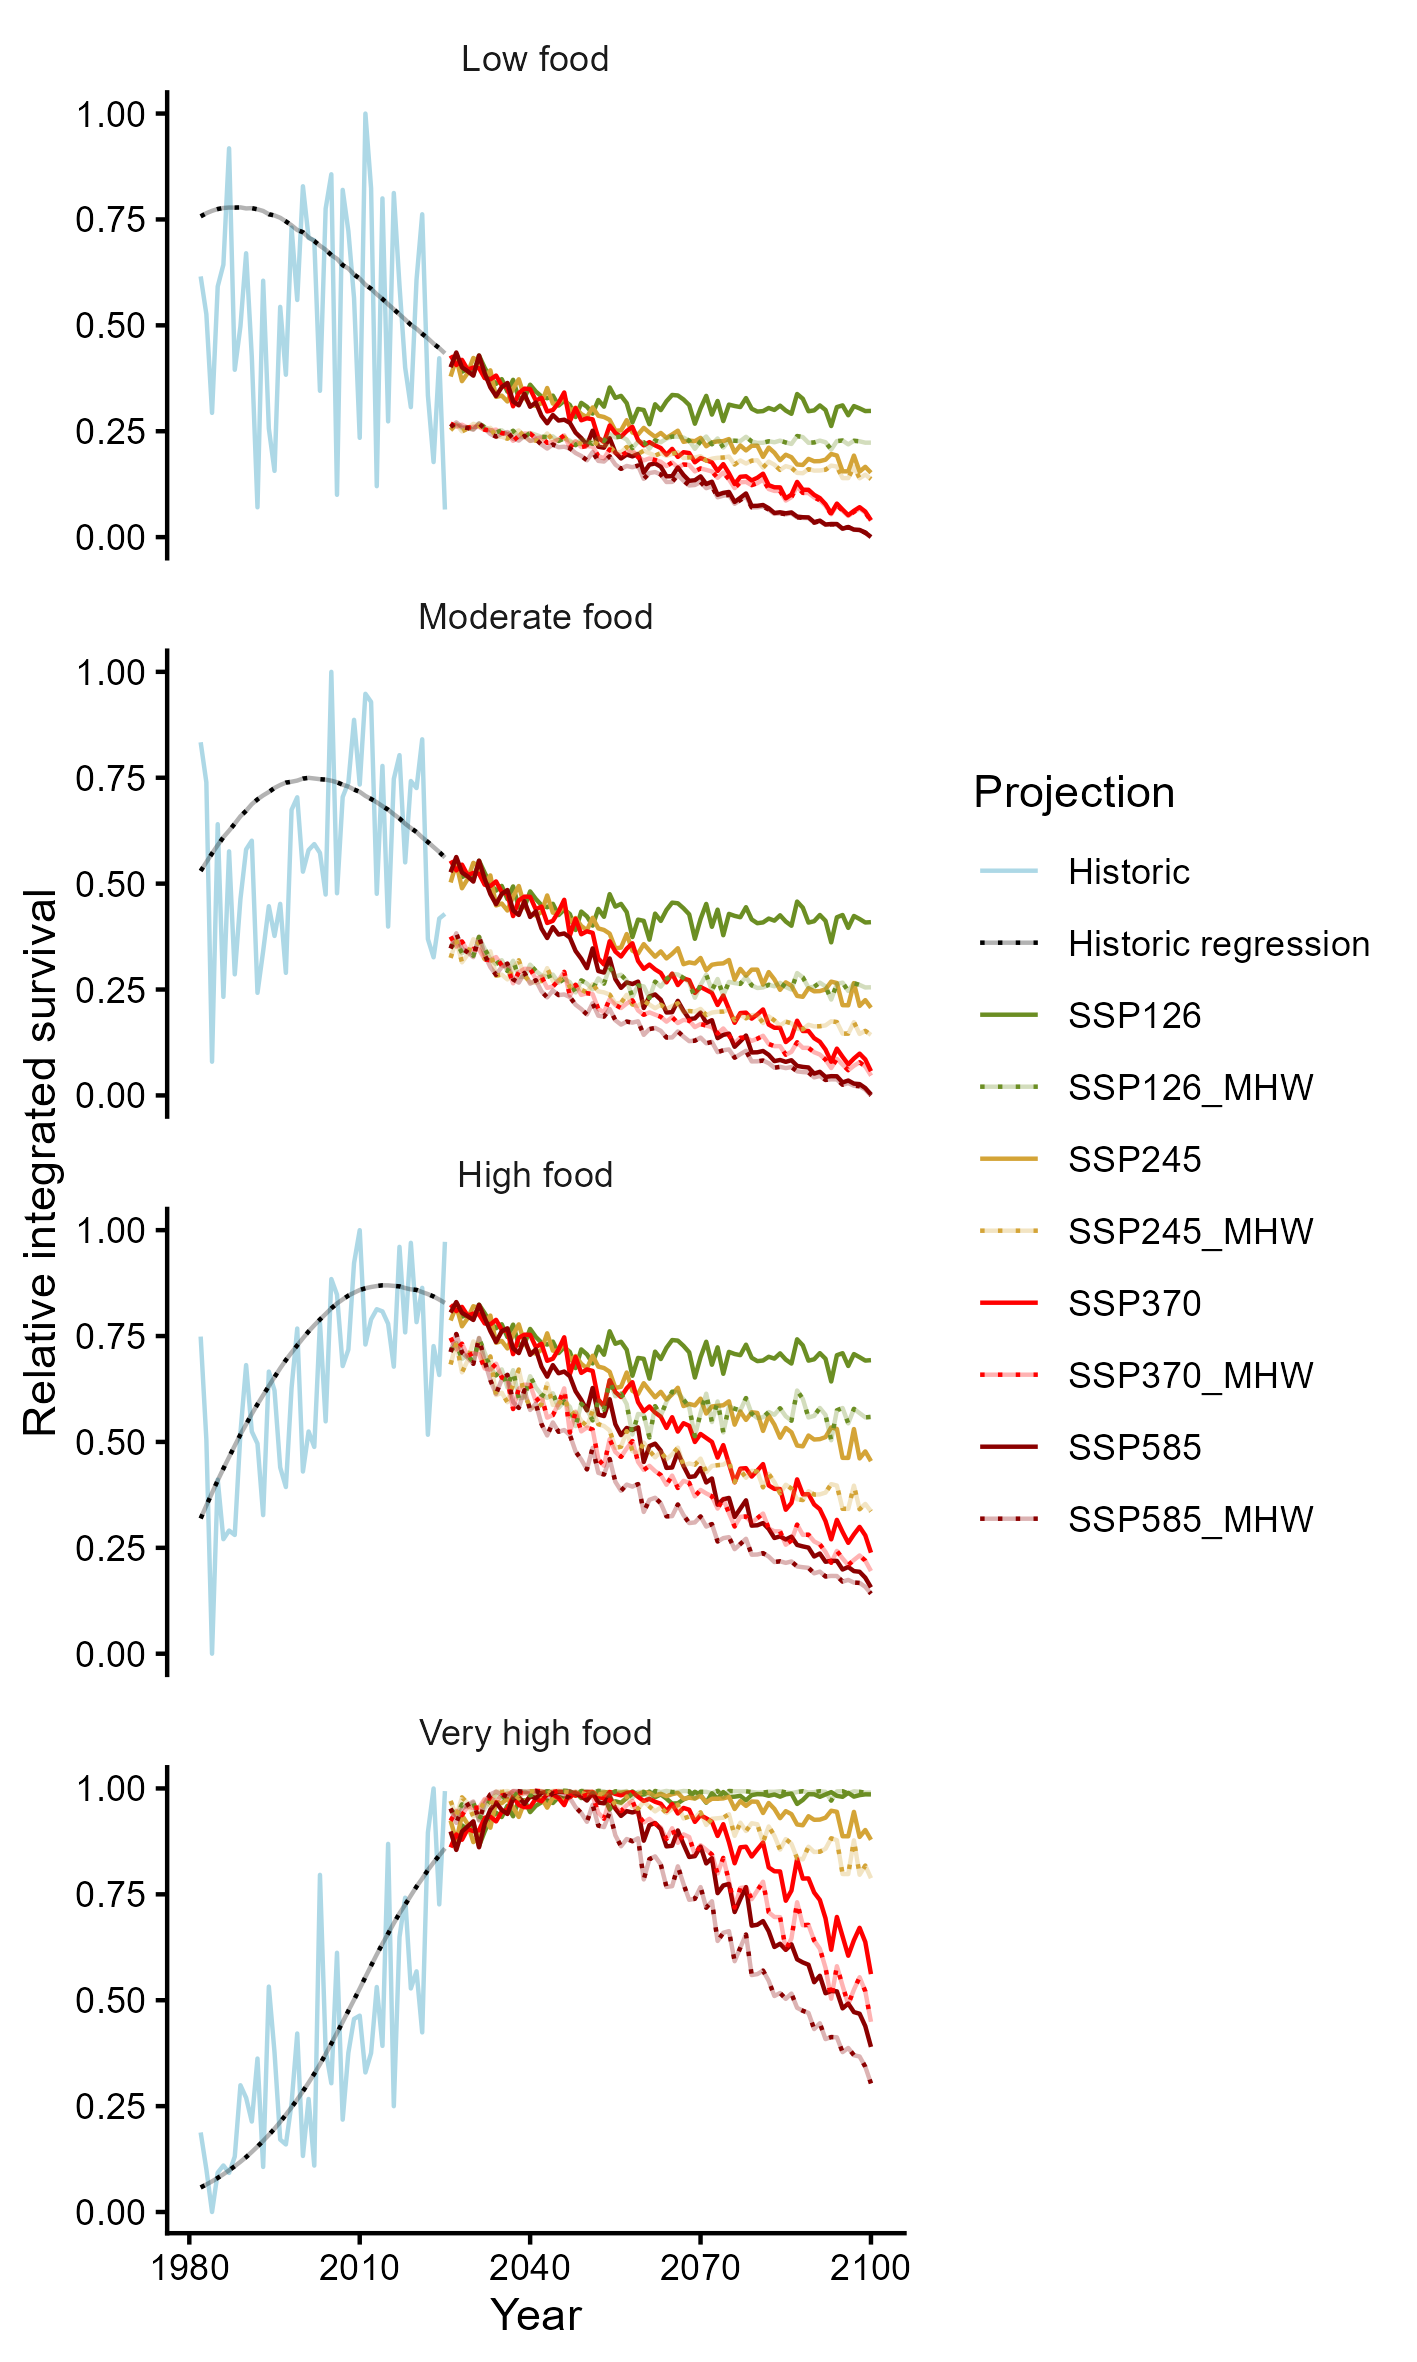 Low food
1.00
0.75
0.50
0.25
0.00
Moderate food
1.00
0.75
0.50
0.25
0.00
High food
1.00
0.75
0.50
0.25
0.00
Very high food
1.00
0.75
0.50
0.25
0.00
1980 2010 2040 2070 2100
Year
Relative integrated survival
Projection
Historic
Historic regression
SSP126
SSP126_MHW
SSP245
SSP245_MHW
SSP370
SSP370_MHW
SSP585
SSP585_MHW